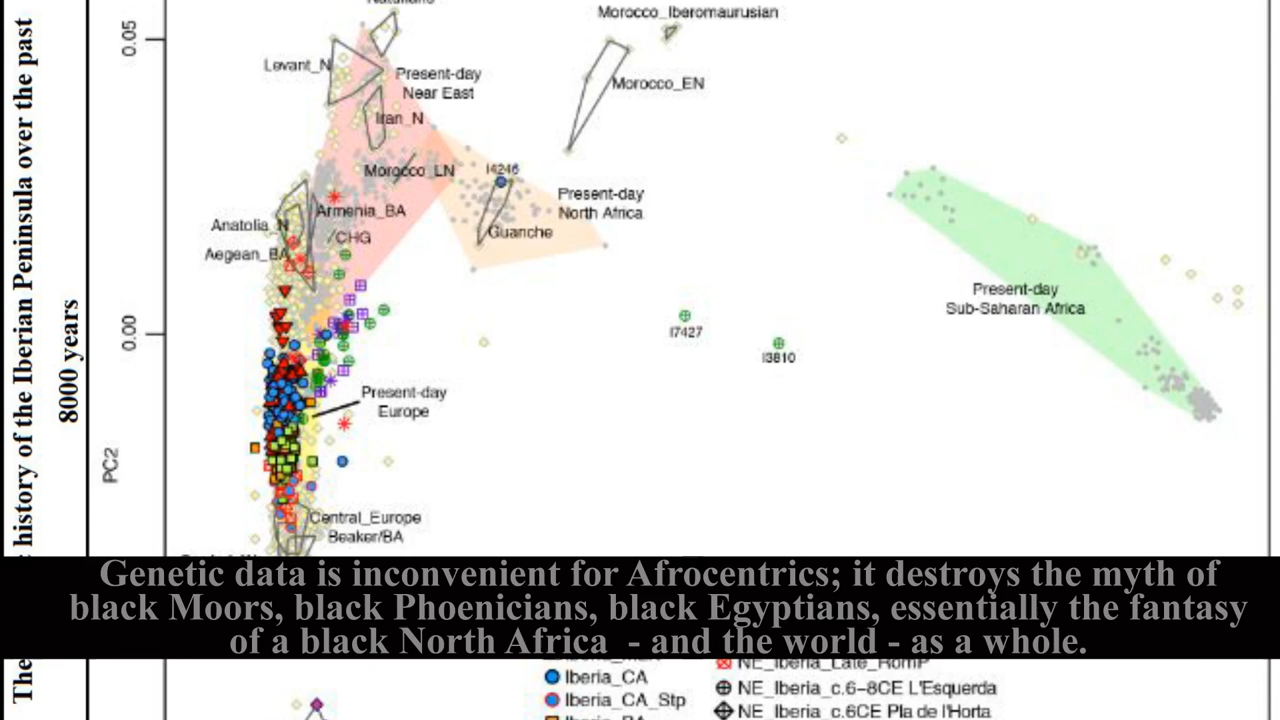 The
history of the Iberian Peninsula over the past
8000 years
0.05
0.00
PC2
Morocco_Iberomaurusian
Levant_N
Present-day
Near East
Morocco_EN
Iran_N
Morocco_LN
I4246
Present-day
North Africa
Armenia_BA
Anatolia_N
CHG
Guanche
Aegean_BA
Present-day
Sub-Saharan Africa
I7427
I3810
Present-day
Europe
Central_Europe
Beaker/BA
Genetic data is inconvenient for Afrocentrics; it destroys the myth of
black Moors, black Phoenicians, black Egyptians, essentially the fantasy
of a black North Africa - and the world - as a whole.
NE_Iberia_Late_RomP
Iberia_CA
NE_Iberia_c.6-8CE L'Esquerda
Iberia_CA_Stp
NE_Iberia_c.6CE Pla de l'Horta